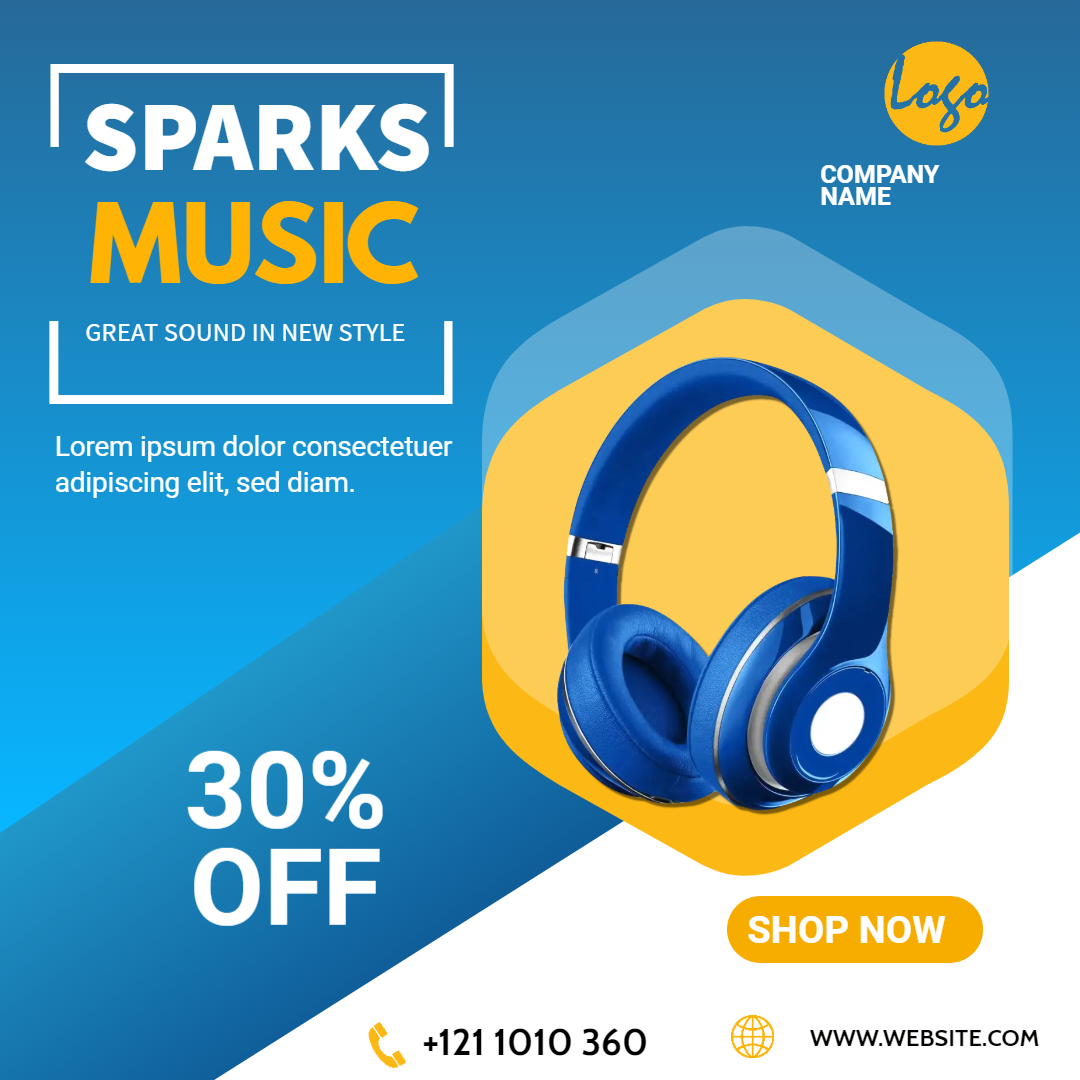 Logo
COMPANY
NAME
SPARKS
MUSIC
GREAT SOUND IN NEW STYLE
Lorem ipsum dolor consectetuer
adipiscing elit, sed diam.
30%
OFF
SHOP NOW
+121 1010 360
WWW.WEBSITE.COM